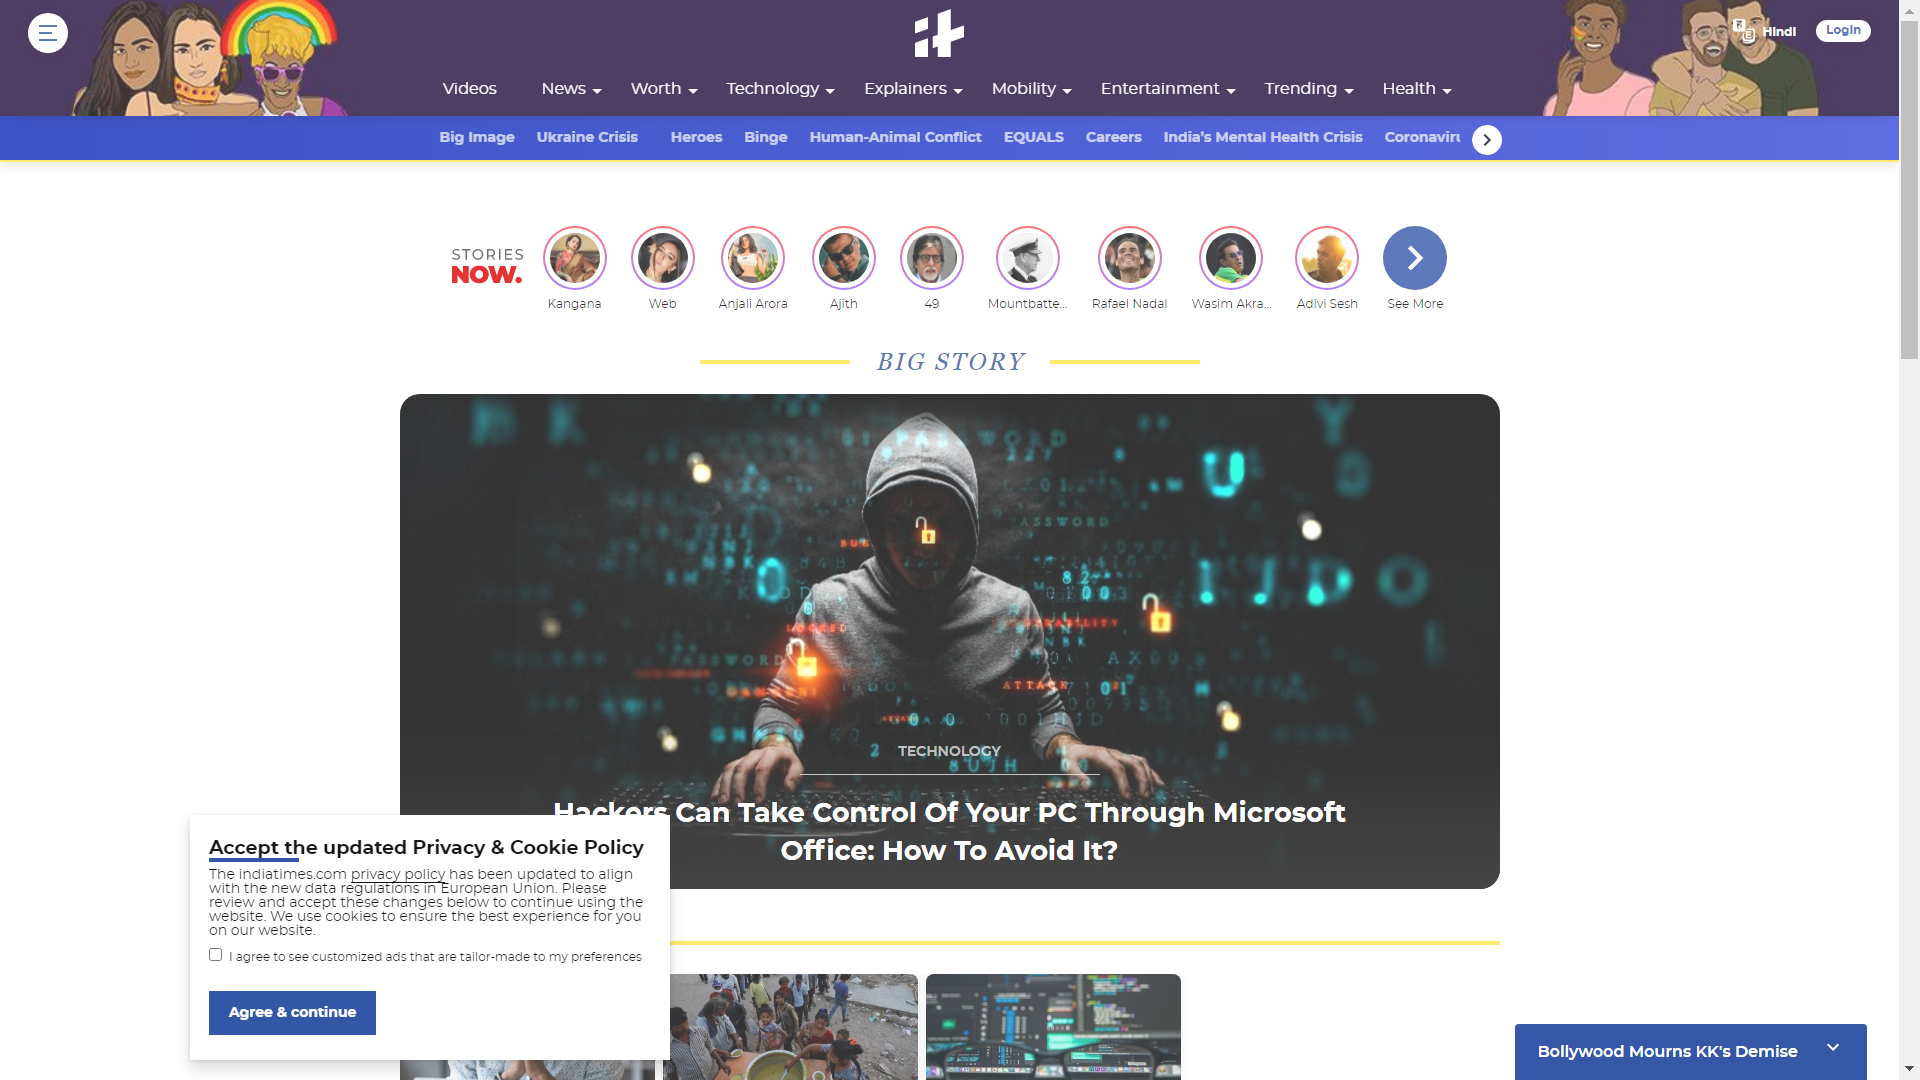 Hindi
Login
Videos
News
Worth
Technology
Explainers
Mobility
Entertainment
Trending
Health
Big Image
Ukraine Crisis
Heroes
Binge
Human-Animal Conflict
EQUALS
Careers
India's Mental Health Crisis
STORIES
NOW.
Kangana
Web
Anjali Arora
Ajith
49
Mountbatte...
Rafael Nadal
Wasim Akra...
Adivi Sesh
See More
BIG STORY
PASSWORD
ASSWORD
LOCKED
ATTACK
TECHNOLOGY
Hackers Can Take Control Of Your PC Through Microsoft
Office: How To Avoid It?
Accept the updated Privacy & Cookie Policy
The indiatimes.com privacy policy has been updated to align
with the new data regulations in European Union. Please
review and accept these changes below to continue using the
website. We use cookies to ensure the best experience for you
on our website.
I agree to see customized ads that are tailor-made to my preferences
Agree & continue
Bollywood Mourns KK's Demise